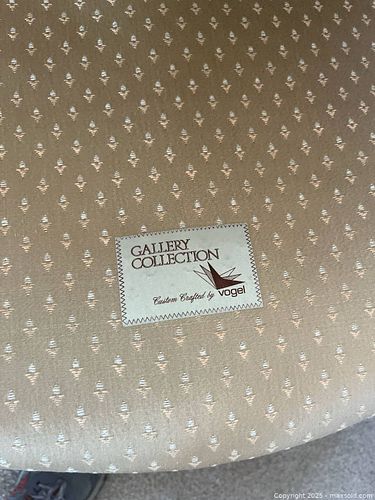 GALLERY
COLLECTION
Custom Crafted by vogel
Copyright 2025 - maxsold.com